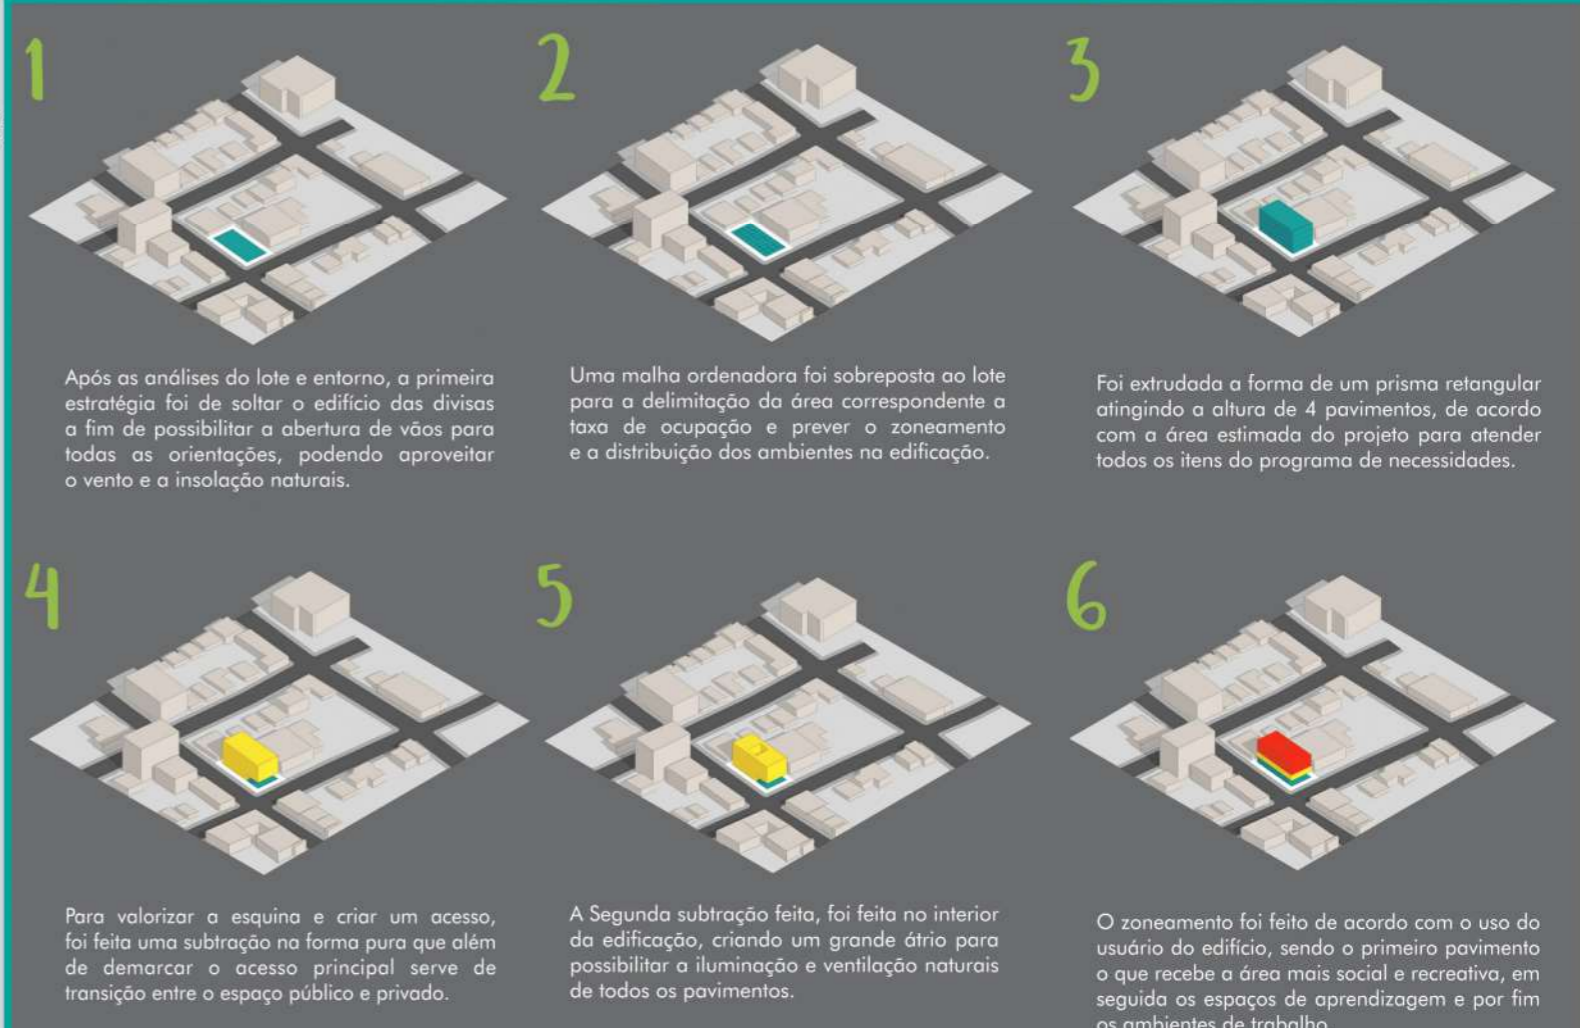 1
2
3
Após as análises do lote e entorno, a primeira
estratégia foi de soltar o edifício das divisas
a fim de possibilitar a abertura de vãos para
todas as orientações, podendo aproveitar
o vento e a insolação naturais.
Uma malha ordenadora foi sobreposta ao lote
para a delimitação da área correspondente a
taxa de ocupação e prever o zoneamento
e a distribuição dos ambientes na edificação.
Foi extrudada a forma de um prisma retangular
atingindo a altura de 4 pavimentos, de acordo
com a área estimada do projeto para atender
todos os itens do programa de necessidades.
4
5
6
Para valorizar a esquina e criar um acesso,
foi feita uma subtração na forma pura que além
de demarcar o acesso principal serve de
transição entre o espaço público e privado.
A Segunda subtração feita, foi feita no interior
da edificação, criando um grande átrio para
possibilitar a iluminação e ventilação naturais
de todos os pavimentos.
O zoneamento foi feito de acordo com o uso do
usuário do edifício, sendo o primeiro pavimento
o que recebe a área mais social e recreativa, em
seguida os espaços de aprendizagem e por fim
os ambientes de trabalho